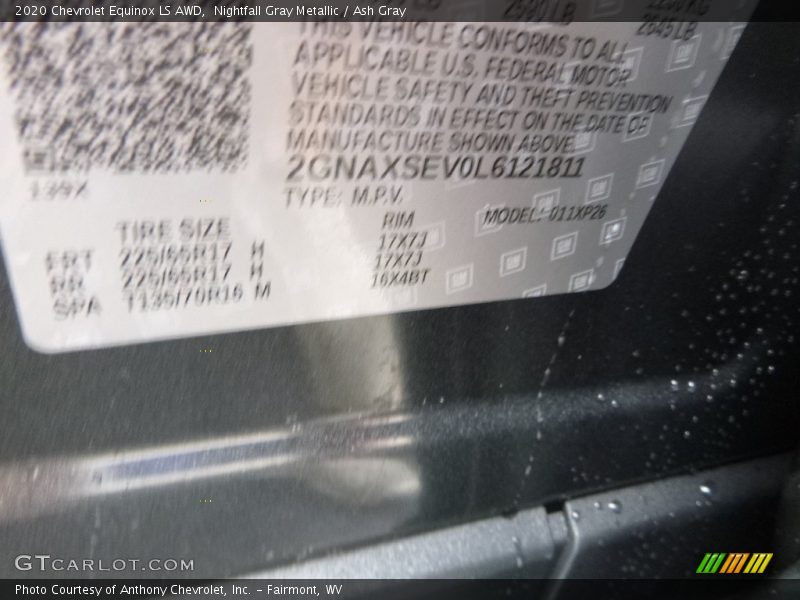 2020 Chevrolet Equinox LS AWD, Nightfall Gray Metallic / Ash Gray
2645LB
THIS VEHICLE CONFORMS TO ALL
APPLICABLE U.S. FEDERAL MOTOR
VEHICLE SAFETY AND THEFT PREVENTION
STANDARDS IN EFFECT ON THE DATE OF
MANUFACTURE SHOWN ABOVE.
2GNAXSEV0L6121811
199X
TYPE: M.P.V.
MODEL: 011XP26
TIRE SIZE RIM
FRT 225/65R17 H 17X7J
RR 225/65R17 H 17X7J
SPA T135/70R16 M 16X4BT
GTCARLOT.COM
Photo Courtesy of Anthony Chevrolet, Inc. – Fairmont, WV